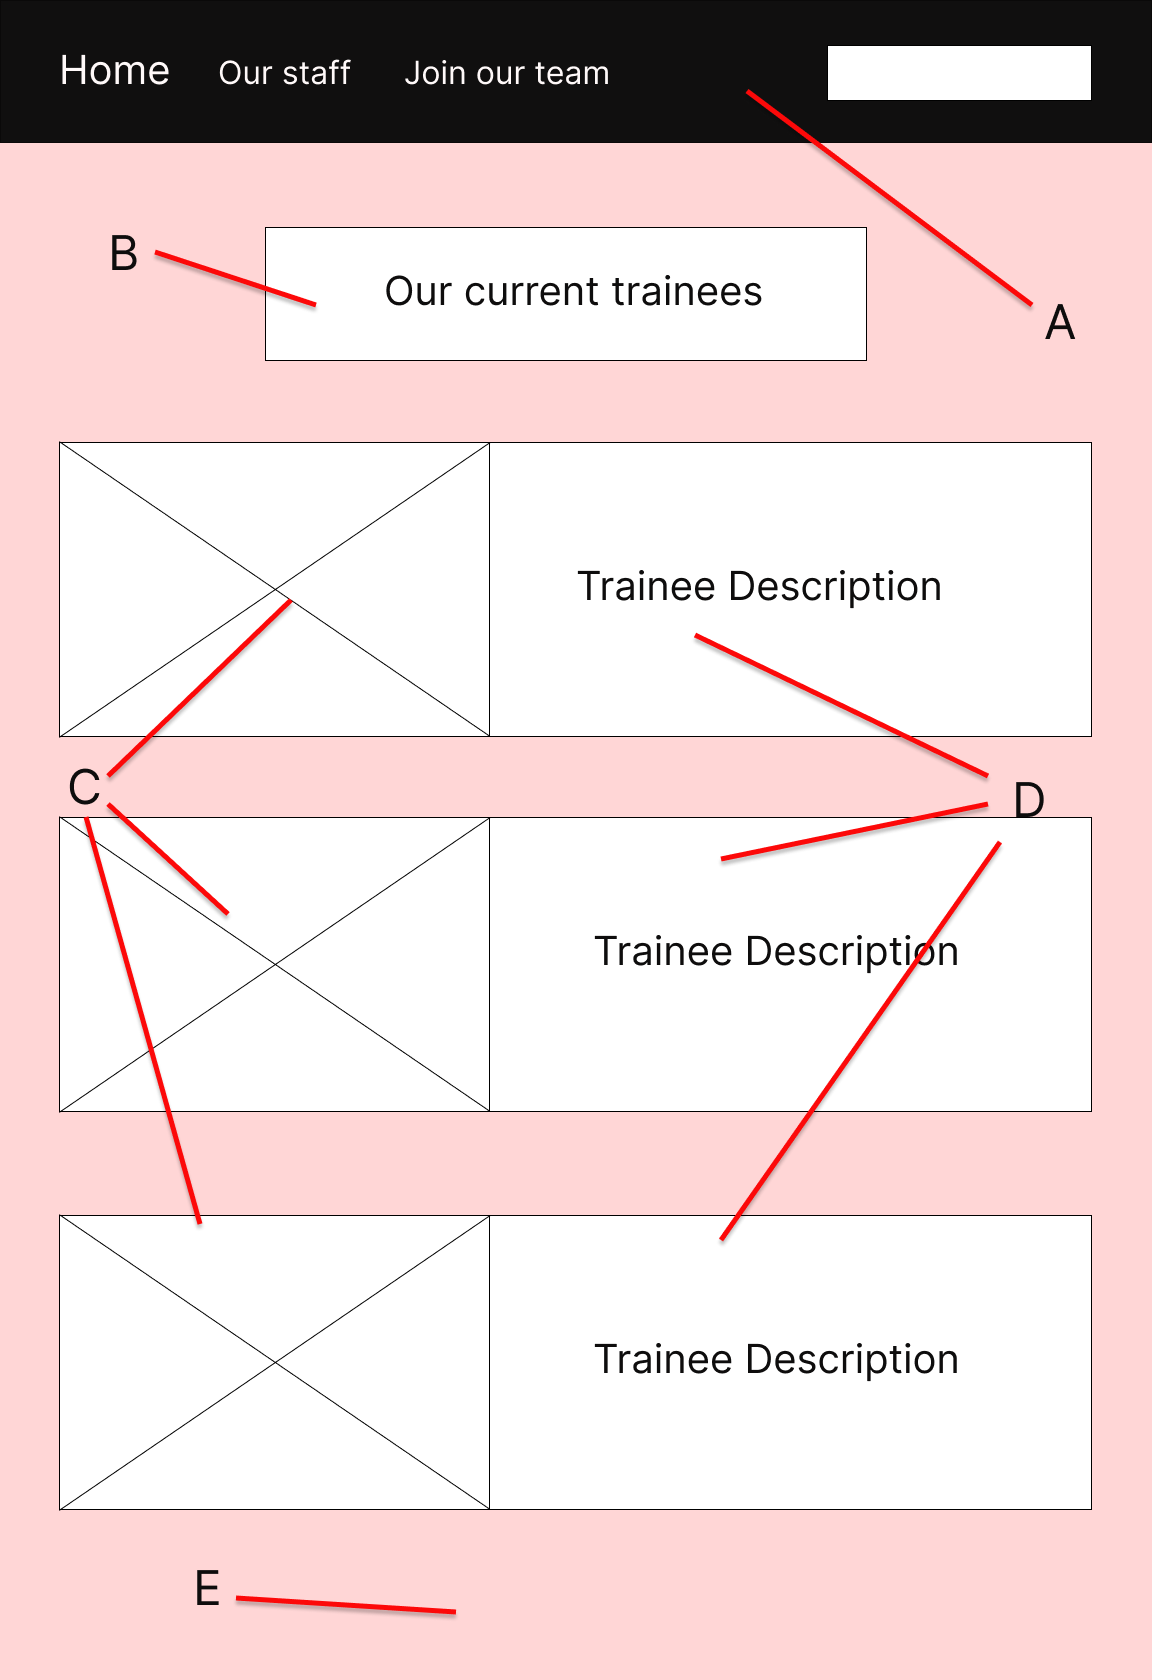 Home Our staff Join our team
B
Our current trainees
A
Trainee Description
C
D
Trainee Description
Trainee Description
E